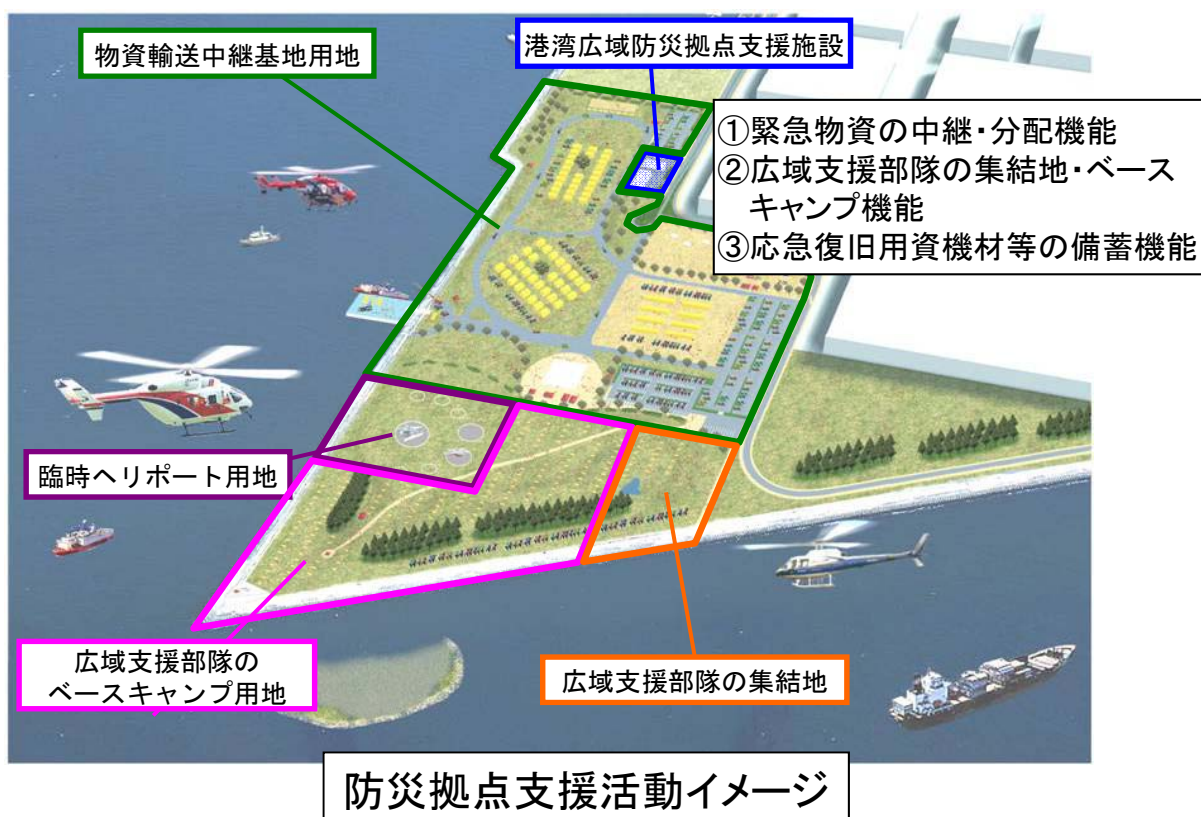 物資輸送中継基地用地
港湾広域防災拠点支援施設
①緊急物資の中継・分配機能
②広域支援部隊の集結地・ベース
キャンプ機能
③応急復旧用資機材等の備蓄機能
臨時ヘリポート用地
広域支援部隊の
ベースキャンプ用地
広域支援部隊の集結地
防災拠点支援活動イメージ